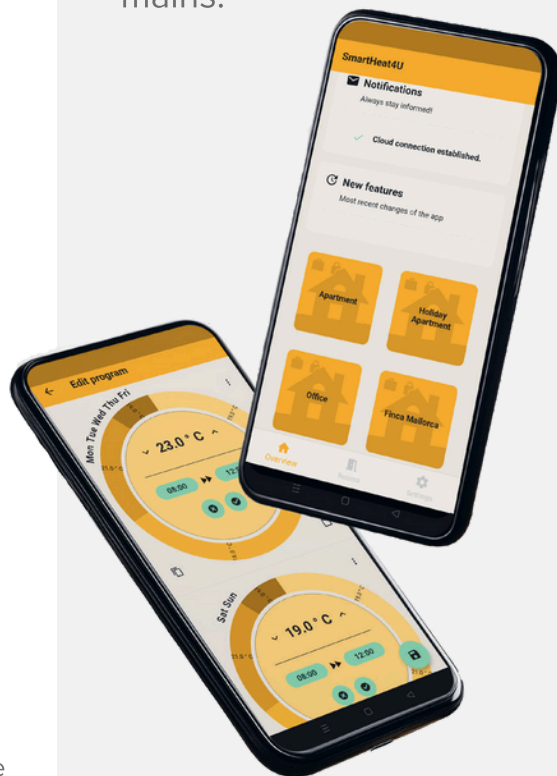 mains.
SmartHeat4U
Notifications
Always stay informed!
Cloud connection established.
New features
Most recent changes of the app
Apartment
Holiday
Apartment
Office
Finca Mallorca
Overview
Rooms
Settings
Edit program
Mon Tue Wed Thu Fri
23.0°C
08:00
12:00
Sat Sun
19.0°C
08:00
12:00
e